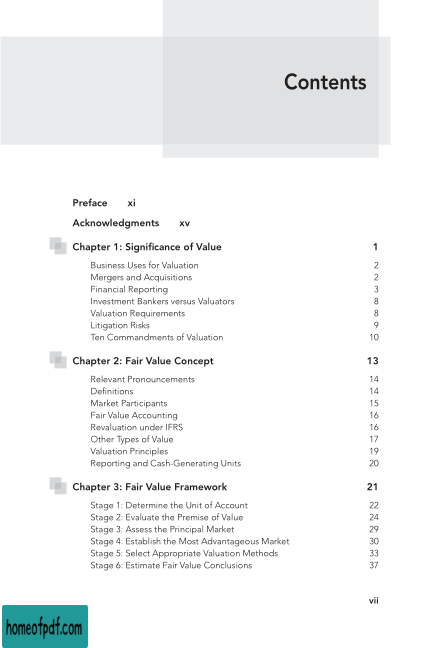 Contents
Preface xi
Acknowledgments xv
Chapter 1: Significance of Value 1
Business Uses for Valuation 2
Mergers and Acquisitions 2
Financial Reporting 3
Investment Bankers versus Valuators 8
Valuation Requirements 8
Litigation Risks 9
Ten Commandments of Valuation 10
Chapter 2: Fair Value Concept 13
Relevant Pronouncements 14
Definitions 14
Market Participants 15
Fair Value Accounting 16
Revaluation under IFRS 16
Other Types of Value 17
Valuation Principles 19
Reporting and Cash-Generating Units 20
Chapter 3: Fair Value Framework 21
Stage 1: Determine the Unit of Account 22
Stage 2: Evaluate the Premise of Value 24
Stage 3: Assess the Principal Market 29
Stage 4: Establish the Most Advantageous Market 30
Stage 5: Select Appropriate Valuation Methods 33
Stage 6: Estimate Fair Value Conclusions 37
vii
homeofpdf.com